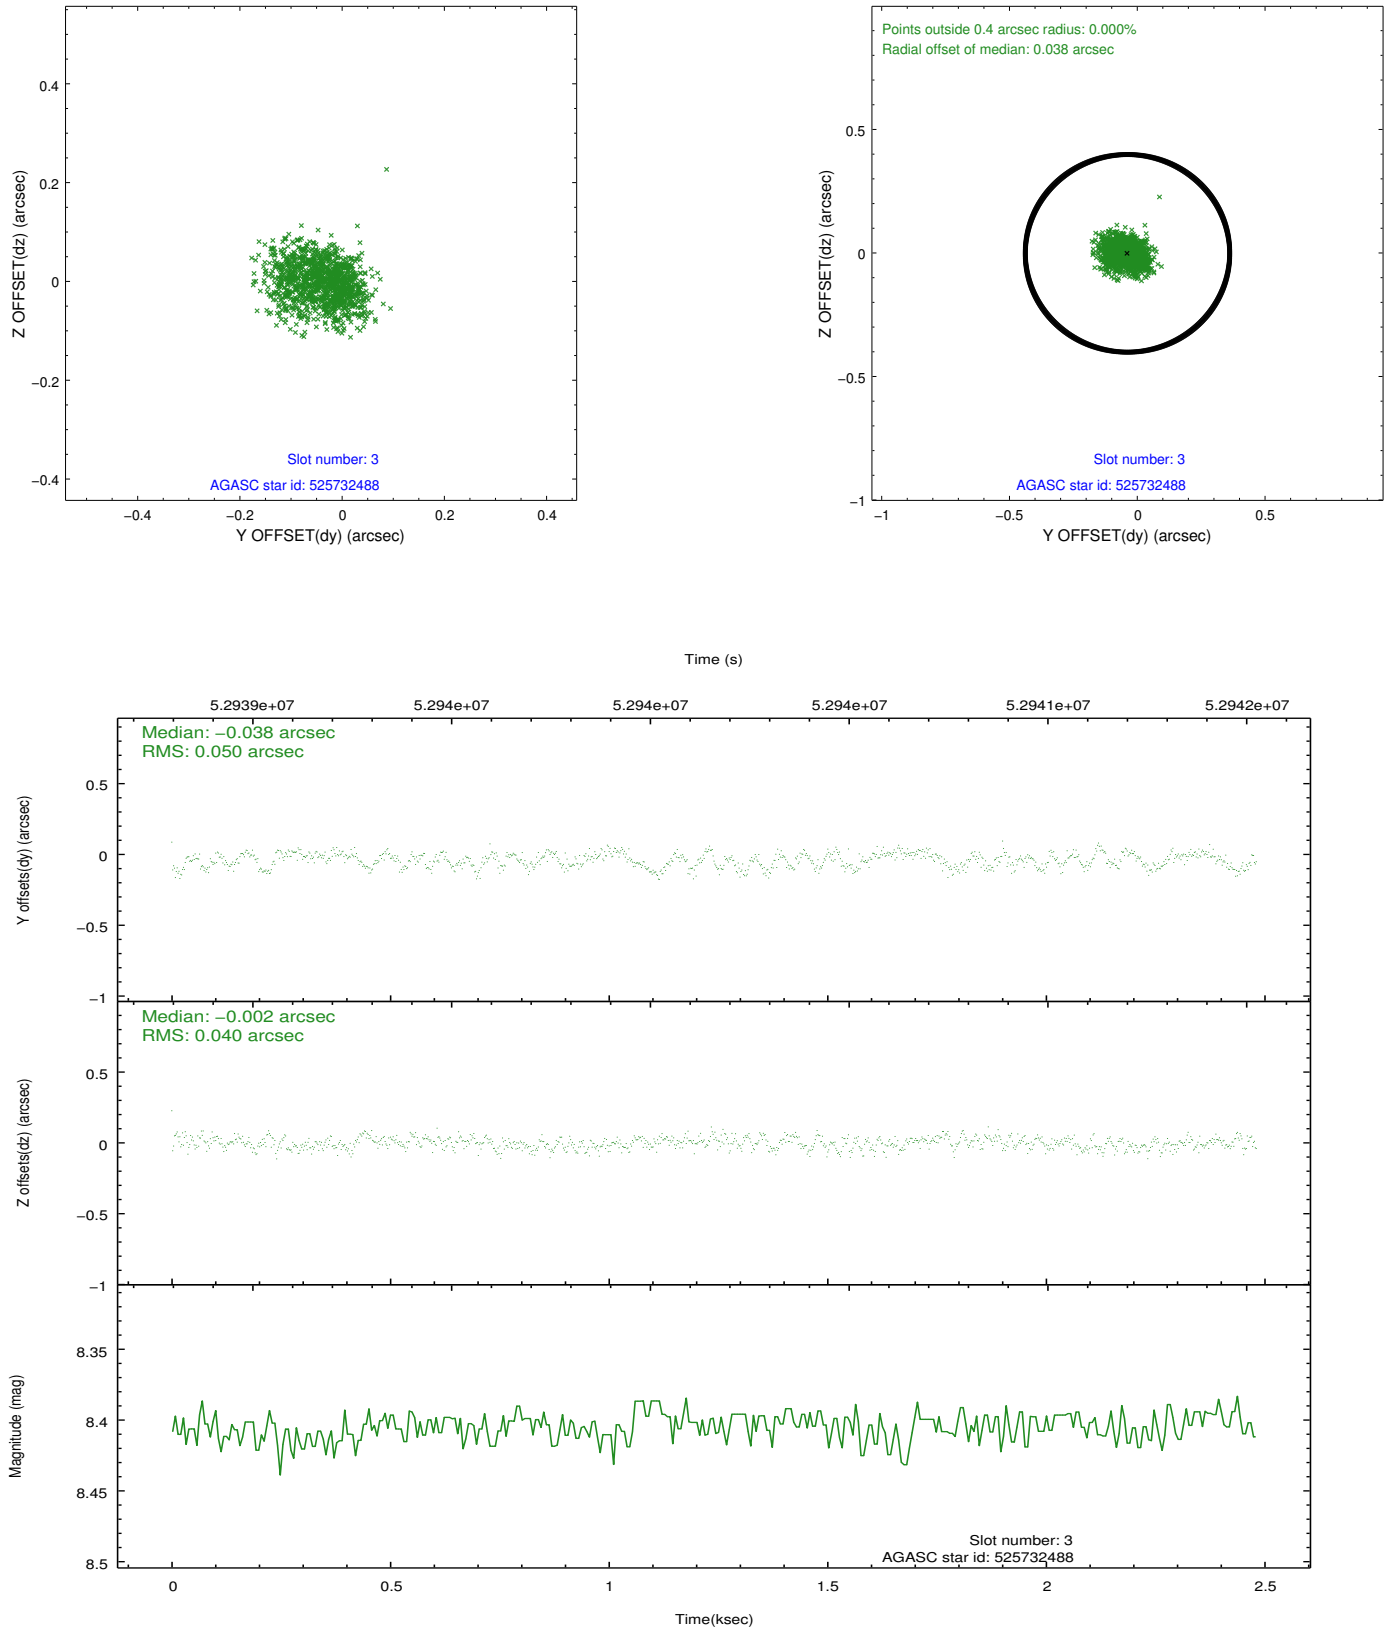 0.4
0.2
0
−0.2
−0.4
Z OFFSET(dz) (arcsec)
Slot number: 3
AGASC star id: 525732488
−0.4
−0.2
0
0.2
0.4
Y OFFSET(dy) (arcsec)
Points outside 0.4 arcsec radius: 0.000%
Radial offset of median: 0.038 arcsec
0.5
0
−0.5
−1
Z OFFSET(dz) (arcsec)
Slot number: 3
AGASC star id: 525732488
−1
−0.5
0
0.5
Y OFFSET(dy) (arcsec)
Time (s)
5.2939e+07
5.294e+07
5.294e+07
5.294e+07
5.2941e+07
5.2942e+07
Median: −0.038 arcsec
RMS: 0.050 arcsec
0.5
0
−0.5
−1
Y offsets(dy) (arcsec)
Median: −0.002 arcsec
RMS: 0.040 arcsec
0.5
0
−0.5
−1
Z offsets(dz) (arcsec)
8.35
8.4
8.45
8.5
Magnitude (mag)
Slot number: 3
AGASC star id: 525732488
0
0.5
1
1.5
2
2.5
Time(ksec)